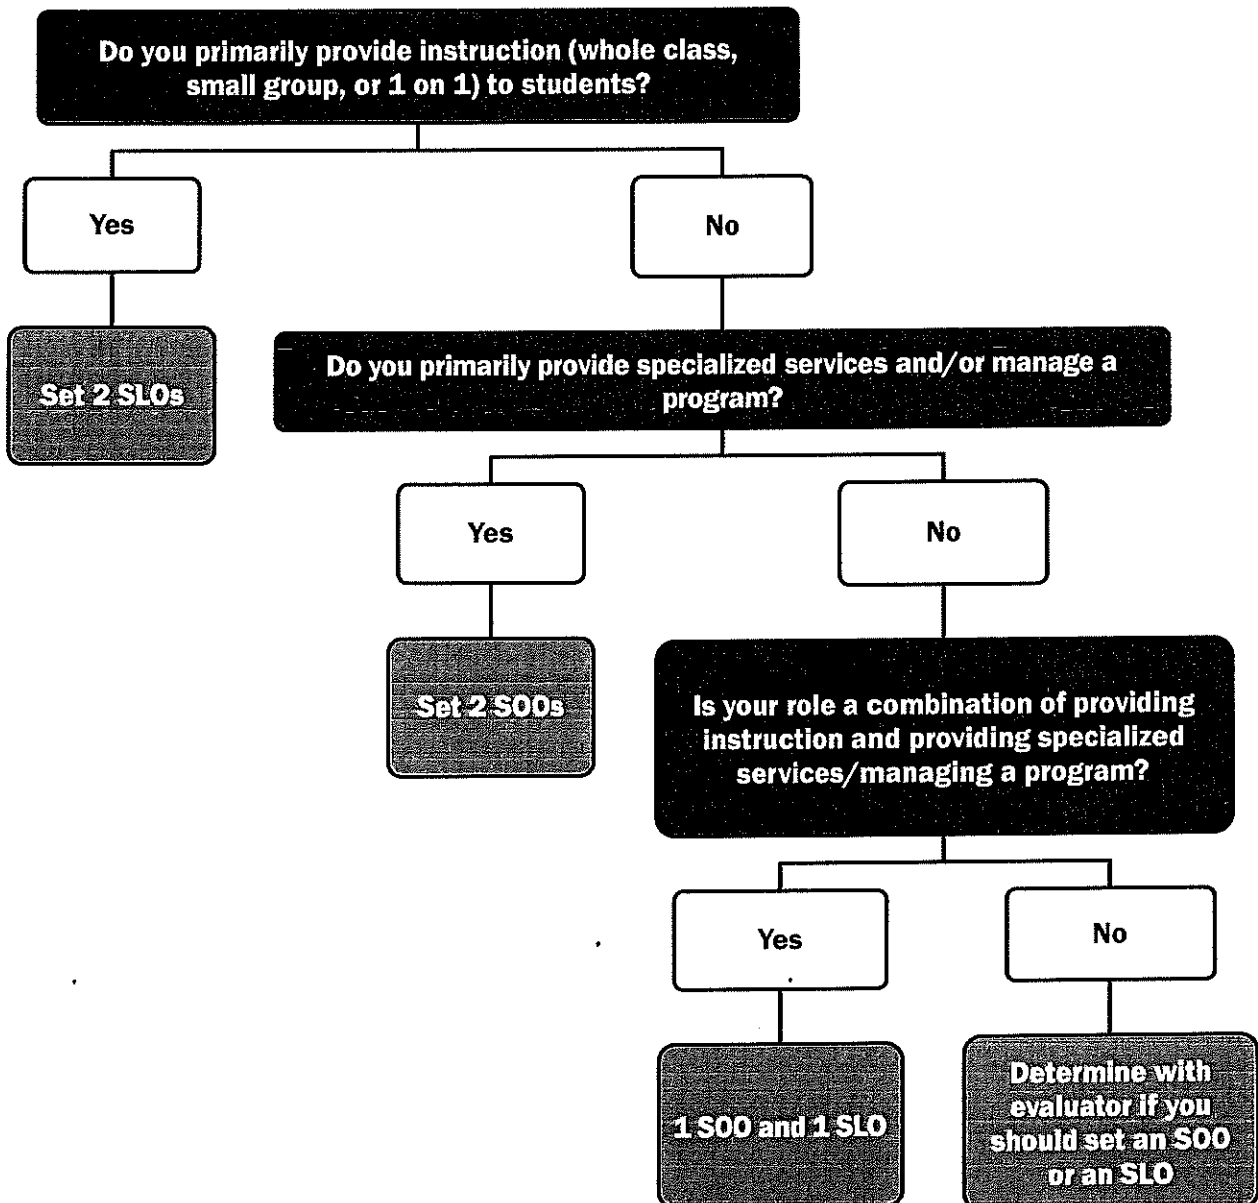 Do you primarily provide instruction (whole class,
small group, or 1 on 1) to students?
Yes
No
Set 2 SLOs
Do you primarily provide specialized services and/or manage a
program?
Yes
No
Set 2 SOOs
Is your role a combination of providing
instruction and providing specialized
services/managing a program?
Yes
No
1 SOO and 1 SLO
Determine with
evaluator if you
should set an SOO
or an SLO